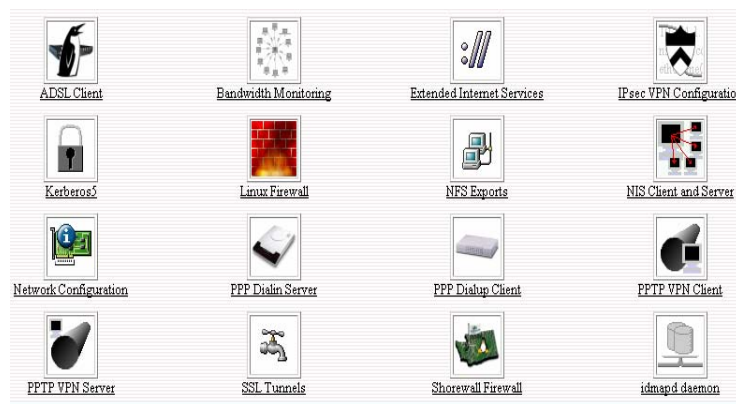 ADSL Client
Bandwidth Monitoring
Extended Internet Services
IPsec VPN Configuratio
Kerberos5
Linux Firewall
NFS Exports
NIS Client and Server
Network Configuration
PPP Dialin Server
PPP Dialup Client
PPTP VPN Client
PPTP VPN Server
SSL Tunnels
Shorewall Firewall
idmapd daemon